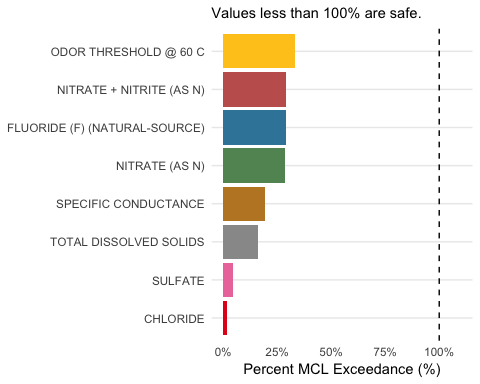 Values less than 100% are safe.
ODOR THRESHOLD @ 60 C
NITRATE + NITRITE (AS N)
FLUORIDE (F) (NATURAL-SOURCE)
NITRATE (AS N)
SPECIFIC CONDUCTANCE
TOTAL DISSOLVED SOLIDS
SULFATE
CHLORIDE
0% 25% 50% 75% 100%
Percent MCL Exceedance (%)